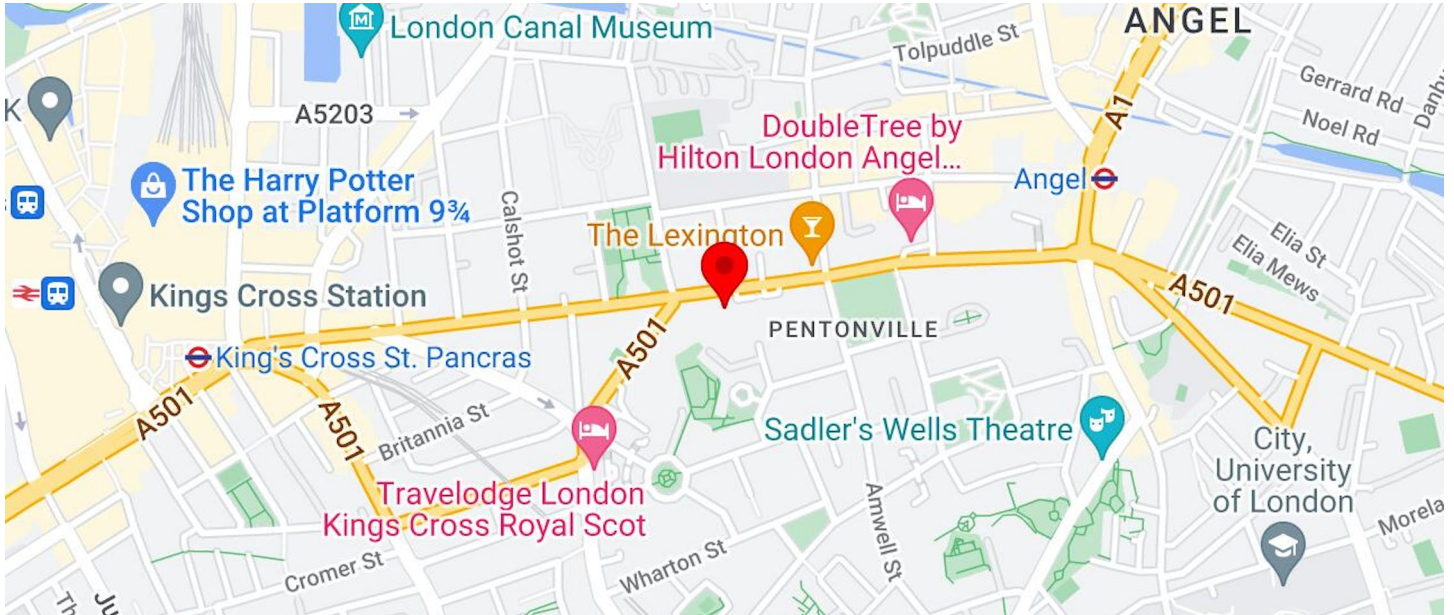 London Canal Museum
ANGEL
Tolpuddle St
Gerrard Rd
Noel Rd
K
A5203
A1
DoubleTree by
Hilton London Angel...
The Harry Potter
Shop at Platform 9¾
Angel
Calshot St
The Lexington
Elia St
Elia Mews
Kings Cross Station
A501
PENTONVILLE
A501
King's Cross St. Pancras
A501
A501
Britannia St
Sadler's Wells Theatre
City,
University
of London
Travelodge London
Kings Cross Royal Scot
Amwell St
Cromer St
Wharton St